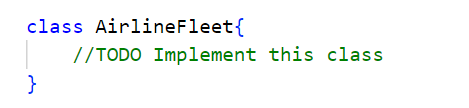 class AirlineFleet{
    //TODO Implement this class
}